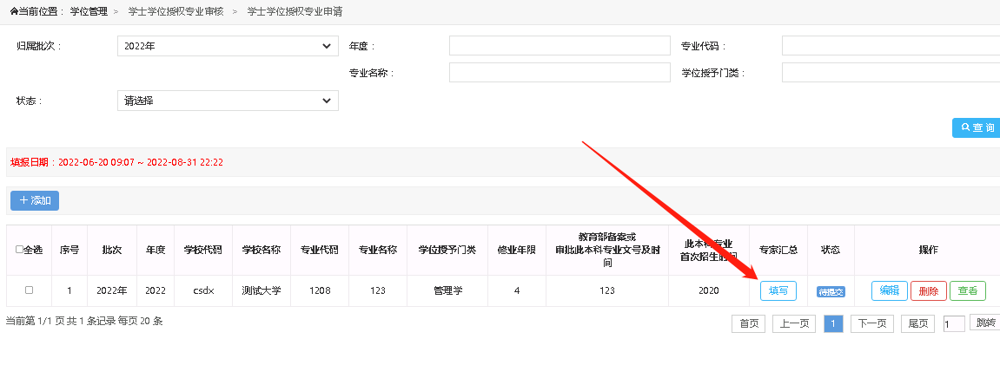 当前位置： 学位管理 > 学士学位授权专业审核 > 学士学位授权专业申请
归属批次： 2022年 年度： 专业代码：
专业名称： 学位授予门类：
状态： 请选择
查 询
填报日期：2022-06-20 09:07 ~ 2022-08-31 22:22
+ 添加
全选 序号 批次 年度 学校代码 学校名称 专业代码 专业名称 学位授予门类 修业年限 教育部备案或审批此本科专业文号及时间 此本科专业首次招生时间 专家汇总 状态 操作
1 2022年 2022 csdx 测试大学 1208 123 管理学 4 123 2020 填写 待提交 编辑 删除 查看
当前第 1/1 页 共 1 条记录 每页 20 条 首页 上一页 1 下一页 尾页 1 跳转